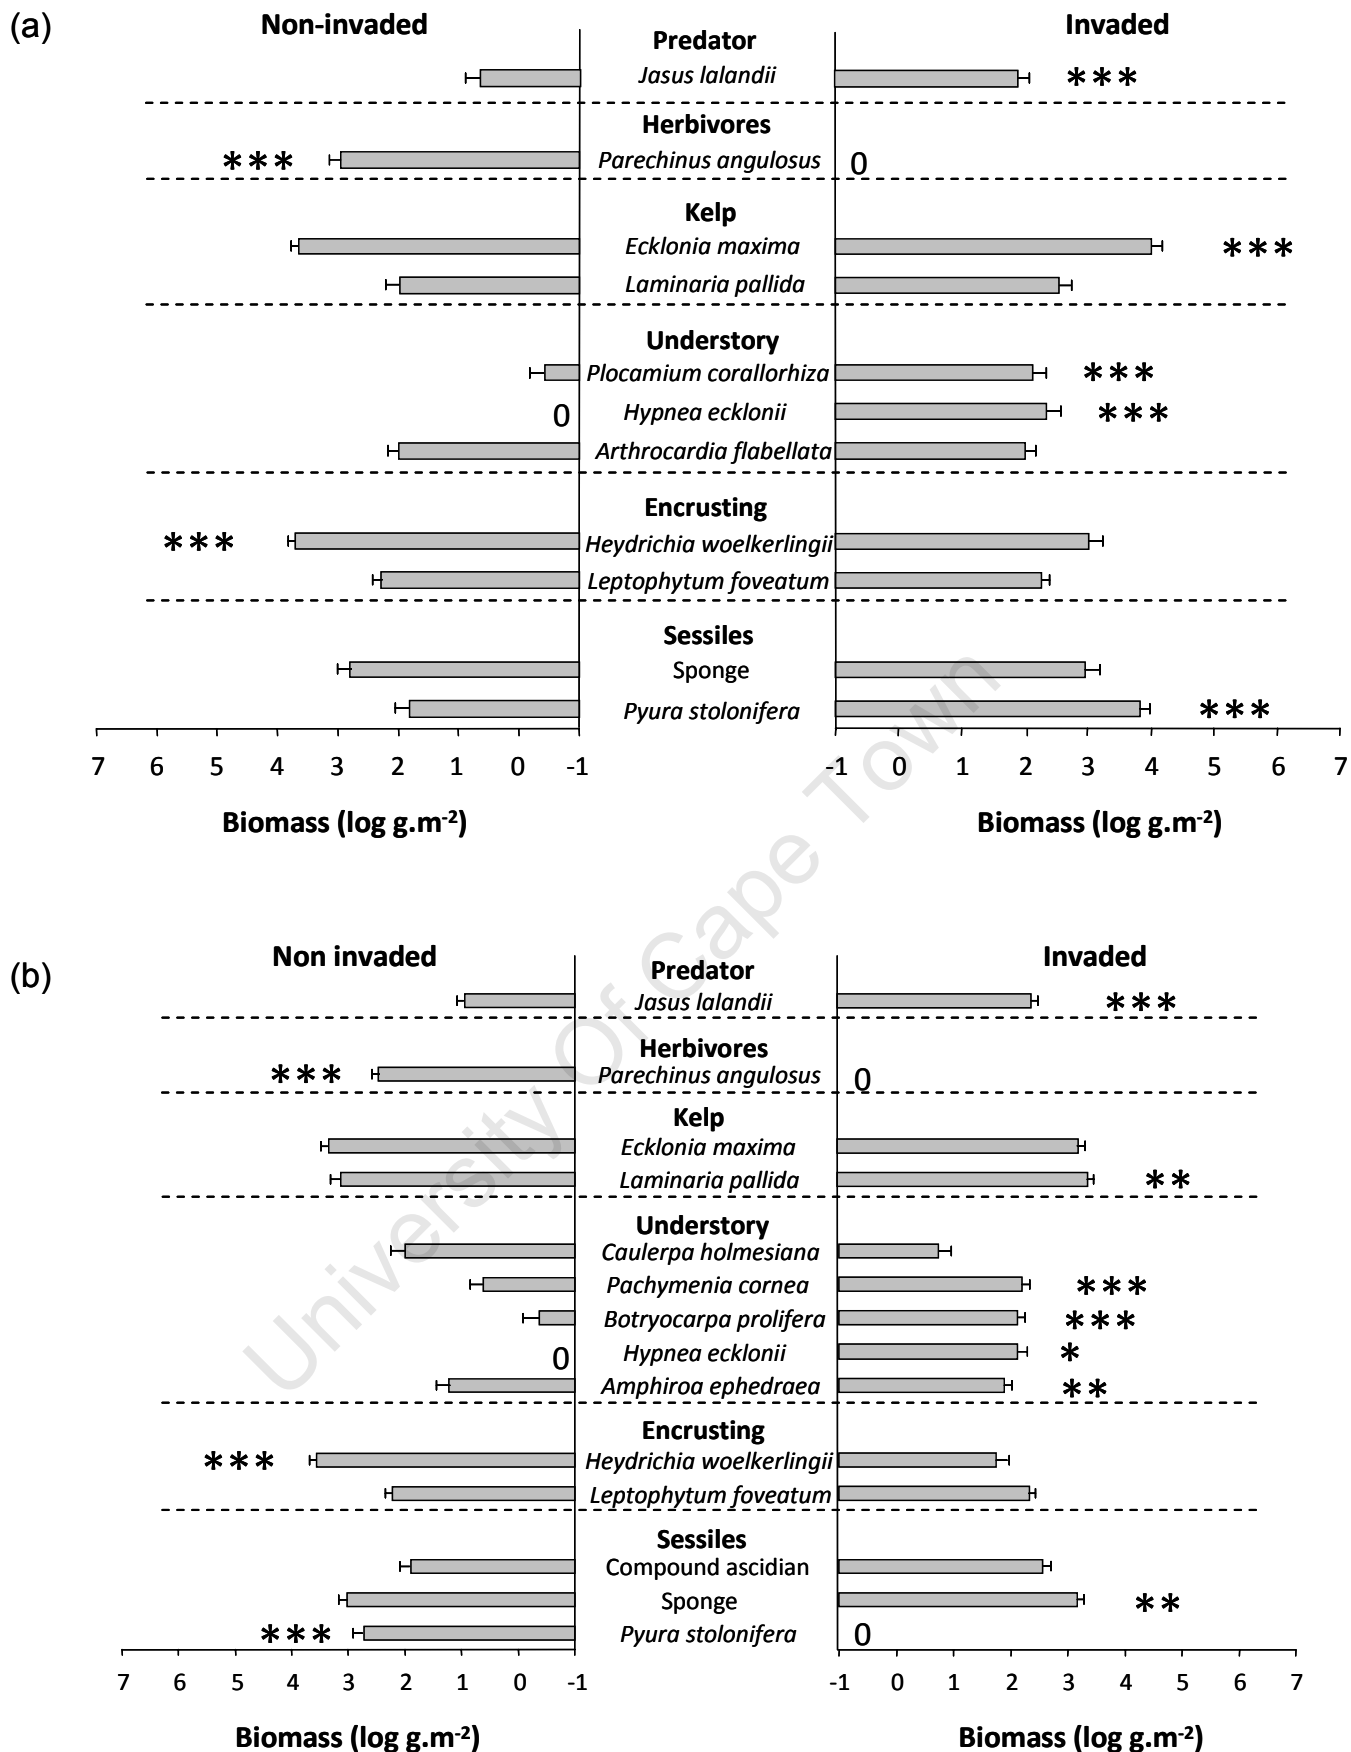 (a)
Non-invaded
Invaded
Predator
Jasus lalandii
***
Herbivores
*** Parechinus angulosus 0
Kelp
Ecklonia maxima ***
Laminaria pallida
Understory
Plocamium corallorhiza ***
0 Hypnea ecklonii ***
Arthrocardia flabellata
Encrusting
*** Heydrichia woelkerlingii
Leptophytum foveatum
Sessiles
Sponge
Pyura stolonifera ***
7 6 5 4 3 2 1 0 -1 -1 0 1 2 3 4 5 6 7
Biomass (log g.m-2) Biomass (log g.m-2)
University Of Cape Town
(b)
Non invaded
Invaded
Predator
Jasus lalandii ***
Herbivores
*** Parechinus angulosus 0
Kelp
Ecklonia maxima
Laminaria pallida **
Understory
Caulerpa holmesiana
Pachymenia cornea ***
Botryocarpa prolifera ***
0 Hypnea ecklonii *
Amphiroa ephedraea **
Encrusting
*** Heydrichia woelkerlingii
Leptophytum foveatum
Sessiles
Compound ascidian
Sponge **
*** Pyura stolonifera 0
7 6 5 4 3 2 1 0 -1 -1 0 1 2 3 4 5 6 7
Biomass (log g.m-2) Biomass (log g.m-2)